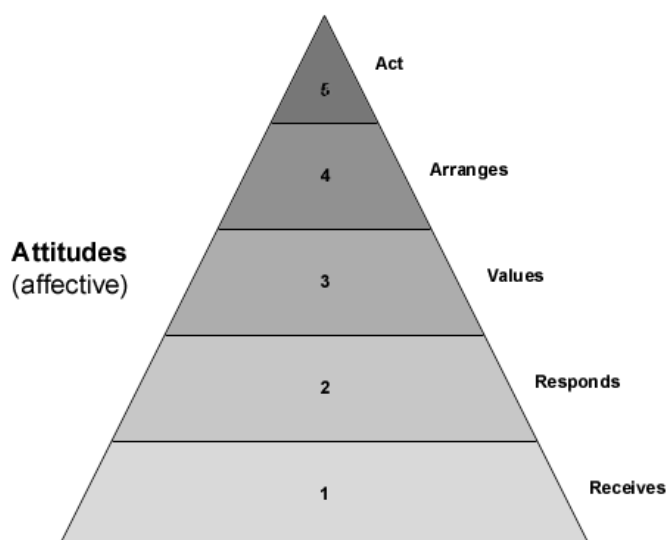 Act
5
Arranges
4
Attitudes
(affective)
Values
3
Responds
2
Receives
1